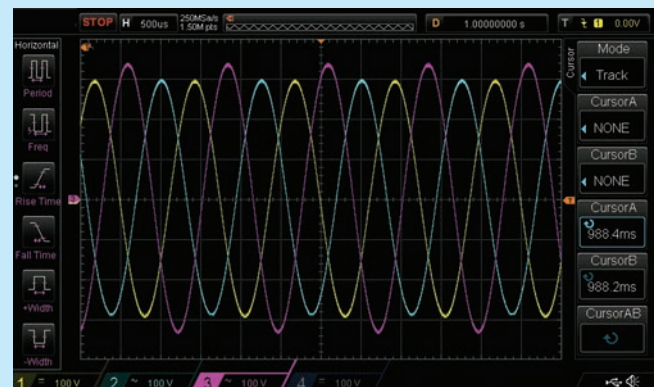 STOP H 500us 250MSa/s 1.50M pts D 1.00000000 s T 1 0.00V
Horizontal
Period
Freq
Rise Time
Fall Time
+Width
-Width
Cursor
Mode
Track
CursorA
NONE
CursorB
NONE
CursorA
988.4ms
CursorB
988.2ms
CursorAB
T
1 = 100 V 2 ~ 100 V 3 ~ 100 V 4 = 100 V